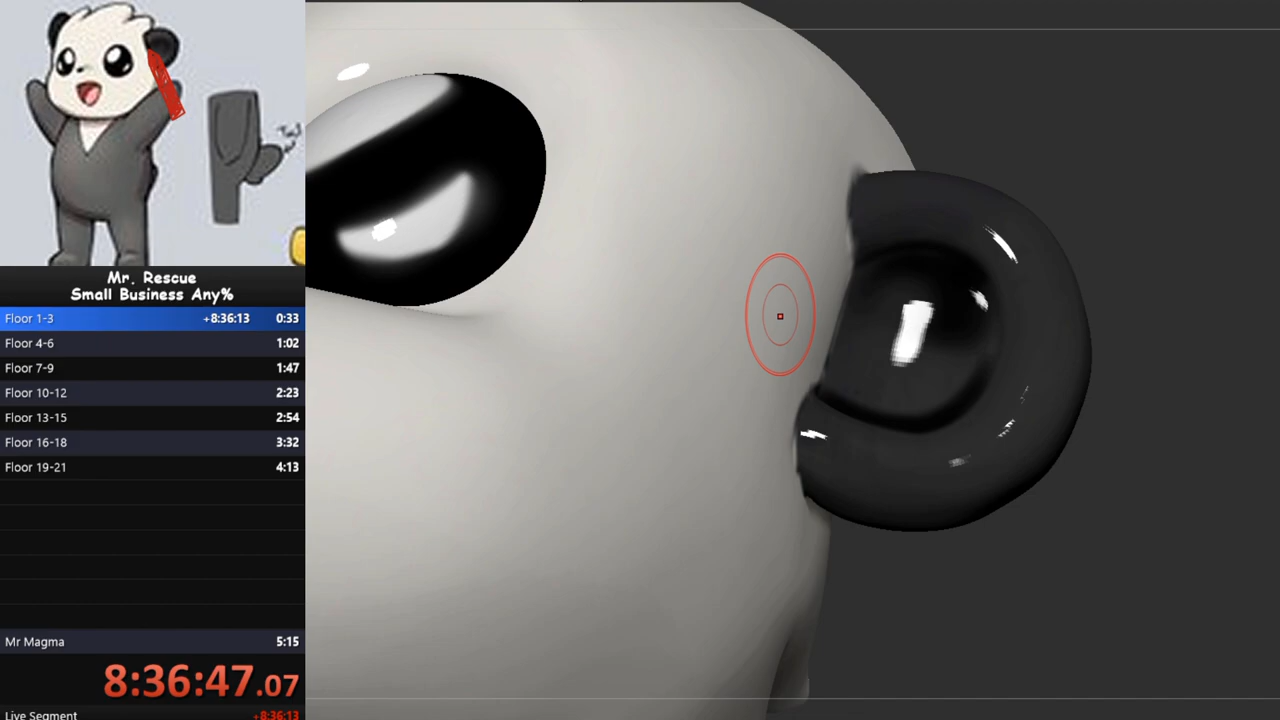 Mr. Rescue
Small Business Any%
Floor 1-3 +8:36:13 0:33
Floor 4-6 1:02
Floor 7-9 1:47
Floor 10-12 2:23
Floor 13-15 2:54
Floor 16-18 3:32
Floor 19-21 4:13
Mr Magma 5:15
8:36:47.07
Live Segment +8:36:13